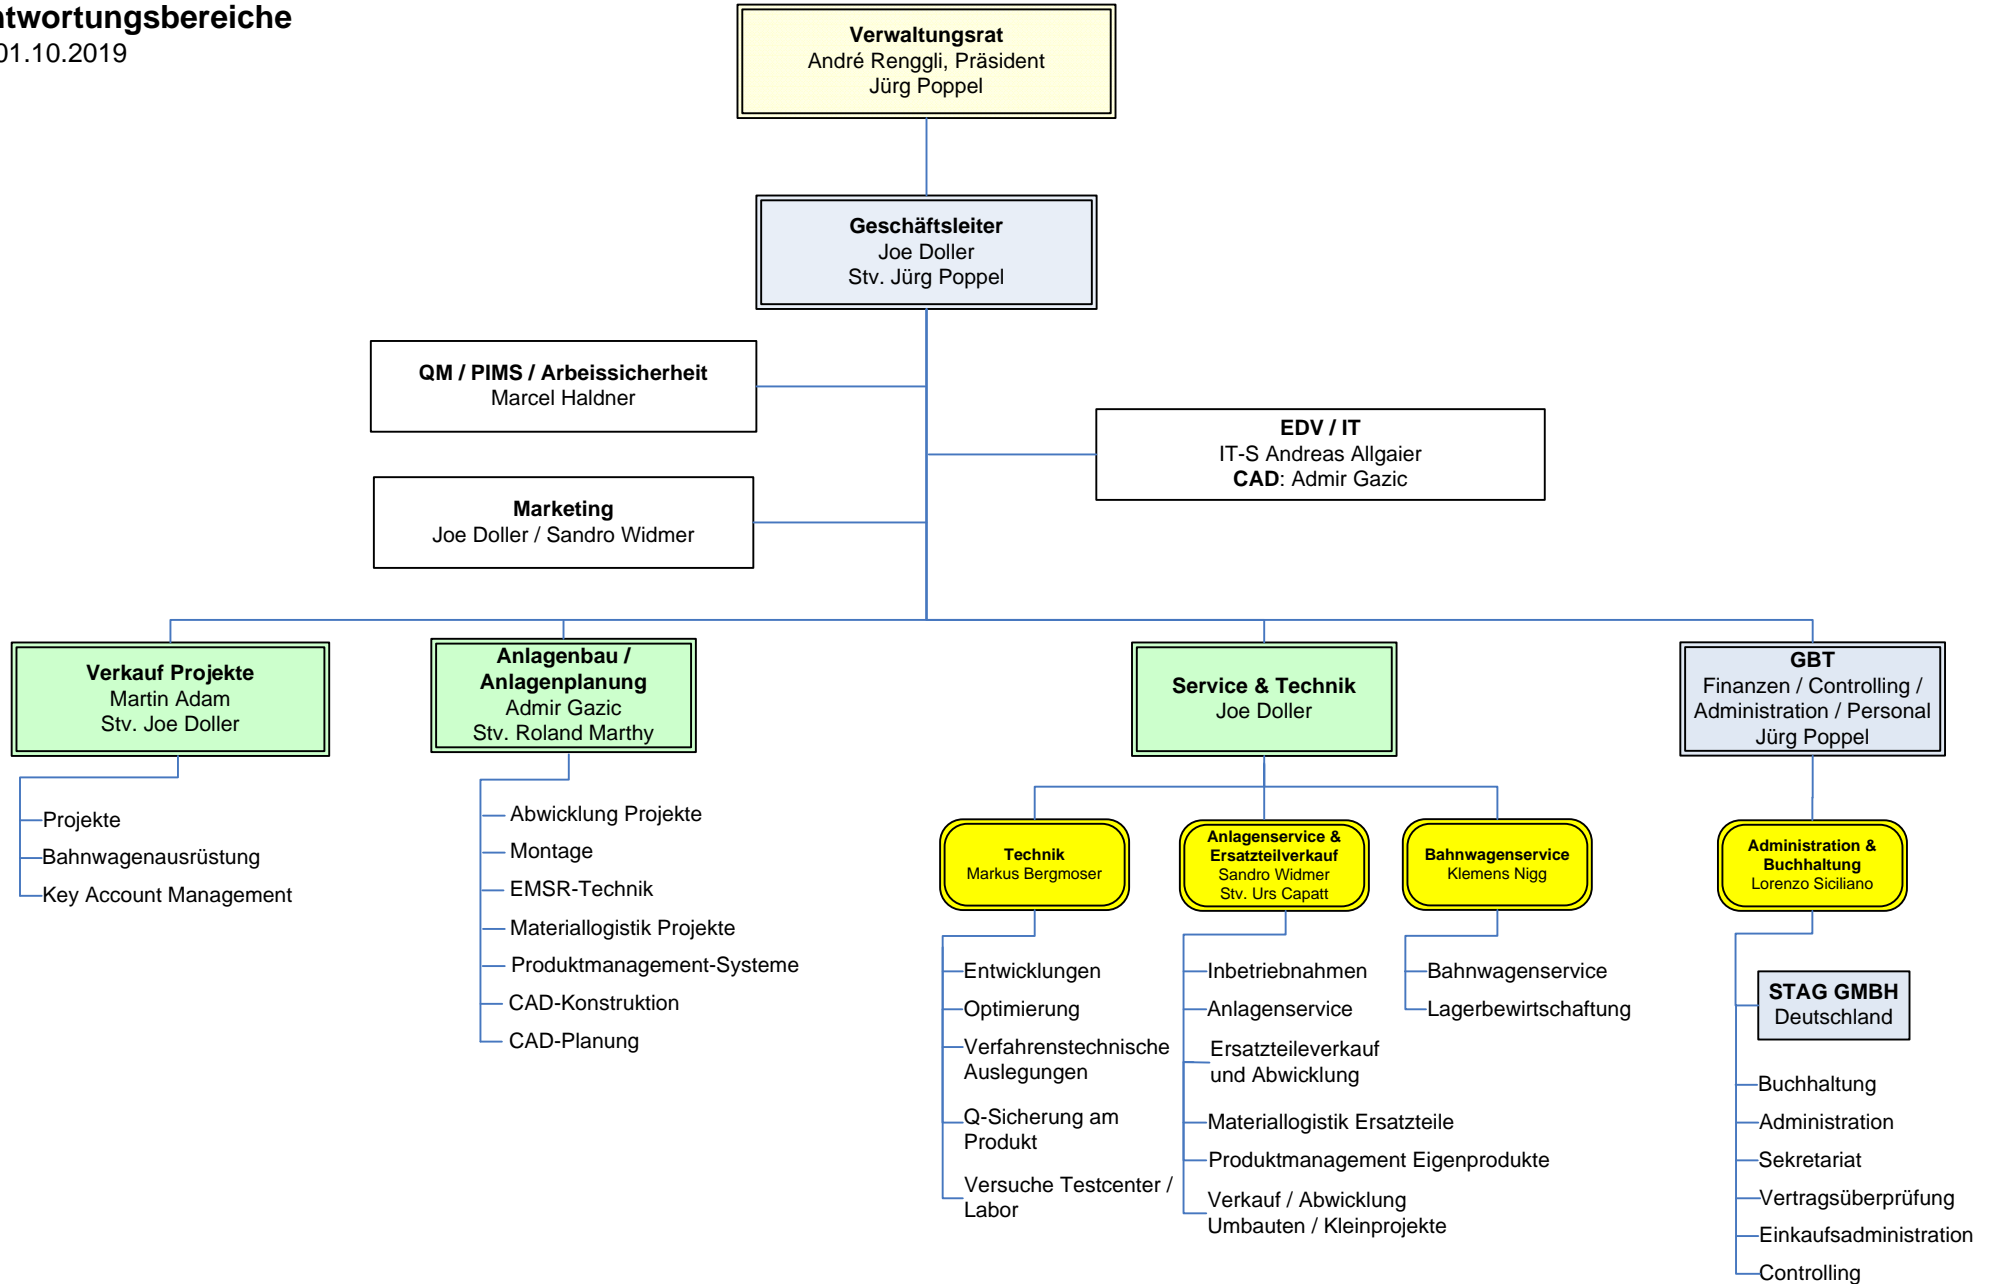 ntwortungsbereiche
01.10.2019
Verwaltungsrat
André Renggli, Präsident
Jürg Poppel
Geschäftsleiter
Joe Doller
Stv. Jürg Poppel
QM / PIMS / Arbeissicherheit
Marcel Haldner
EDV / IT
IT-S Andreas Allgaier
CAD: Admir Gazic
Marketing
Joe Doller / Sandro Widmer
Verkauf Projekte
Martin Adam
Stv. Joe Doller
Projekte
Bahnwagenausrüstung
Key Account Management
Anlagenbau /
Anlagenplanung
Admir Gazic
Stv. Roland Marthy
Abwicklung Projekte
Montage
EMSR-Technik
Materiallogistik Projekte
Produktmanagement-Systeme
CAD-Konstruktion
CAD-Planung
Service & Technik
Joe Doller
Technik
Markus Bergmoser
Entwicklungen
Optimierung
Verfahrenstechnische
Auslegungen
Q-Sicherung am
Produkt
Versuche Testcenter /
Labor
Anlagenservice &
Ersatzteilverkauf
Sandro Widmer
Stv. Urs Capatt
Inbetriebnahmen
Anlagenservice
Ersatzteileverkauf
und Abwicklung
Materiallogistik Ersatzteile
Produktmanagement Eigenprodukte
Verkauf / Abwicklung
Umbauten / Kleinprojekte
Bahnwagenservice
Klemens Nigg
Bahnwagenservice
Lagerbewirtschaftung
GBT
Finanzen / Controlling /
Administration / Personal
Jürg Poppel
Administration &
Buchhaltung
Lorenzo Siciliano
STAG GMBH
Deutschland
Buchhaltung
Administration
Sekretariat
Vertragsüberprüfung
Einkaufsadministration
Controlling